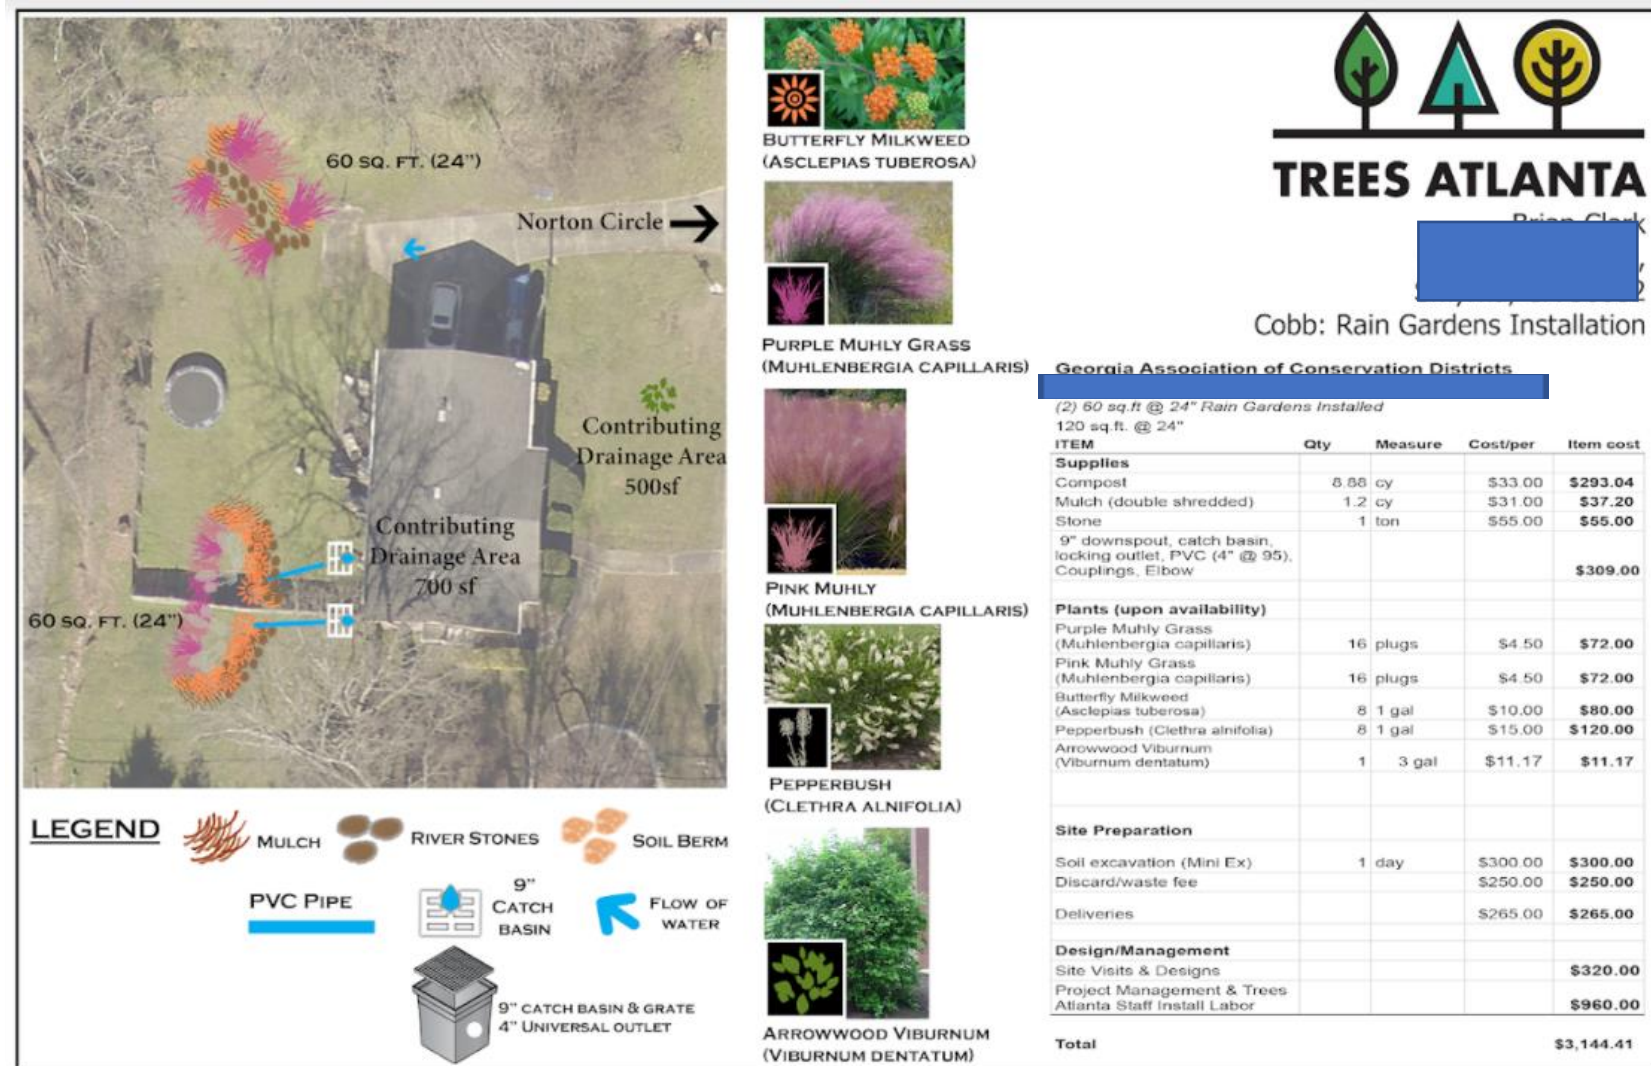 60 SQ. FT. (24")
Norton Circle
Contributing
Drainage Area
500sf
Contributing
Drainage Area
700 sf
60 SQ. FT. (24")
LEGEND
MULCH
RIVER STONES
SOIL BERM
PVC PIPE
9"
CATCH
BASIN
FLOW OF
WATER
9" CATCH BASIN & GRATE
4" UNIVERSAL OUTLET
BUTTERFLY MILKWEED
(ASCLEPIAS TUBEROSA)
PURPLE MUHLY GRASS
(MUHLENBERGIA CAPILLARIS)
PINK MUHLY
(MUHLENBERGIA CAPILLARIS)
PEPPERBUSH
(CLETHRA ALNIFOLIA)
ARROWWOOD VIBURNUM
(VIBURNUM DENTATUM)
TREES ATLANTA
Cobb: Rain Gardens Installation
Georgia Association of Conservation Districts
(2) 60 sq.ft @ 24" Rain Gardens Installed
120 sq.ft. @ 24"
ITEM Qty Measure Cost/per Item cost
Supplies
Compost 8.88 cy $33.00 $293.04
Mulch (double shredded) 1.2 cy $31.00 $37.20
Stone 1 ton $55.00 $55.00
9" downspout, catch basin,
locking outlet, PVC (4" @ 95),
Couplings, Elbow $309.00
Plants (upon availability)
Purple Muhly Grass
(Muhlenbergia capillaris) 16 plugs $4.50 $72.00
Pink Muhly Grass
(Muhlenbergia capillaris) 16 plugs $4.50 $72.00
Butterfly Milkweed
(Asclepias tuberosa) 8 1 gal $10.00 $80.00
Pepperbush (Clethra alnifolia) 8 1 gal $15.00 $120.00
Arrowwood Viburnum
(Viburnum dentatum) 1 3 gal $11.17 $11.17
Site Preparation
Soil excavation (Mini Ex) 1 day $300.00 $300.00
Discard/waste fee $250.00 $250.00
Deliveries $265.00 $265.00
Design/Management
Site Visits & Designs $320.00
Project Management & Trees
Atlanta Staff Install Labor $960.00
Total $3,144.41